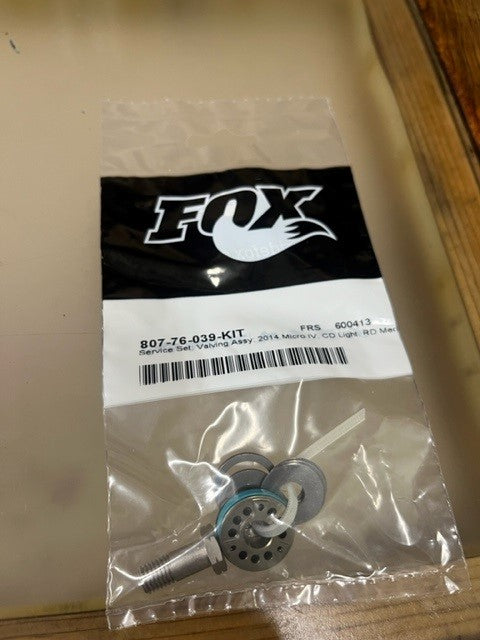 FOX
807-76-039-KIT FRS 600413
Service Set: Valving Assy: 2014 Micro IV CD Light RD Med